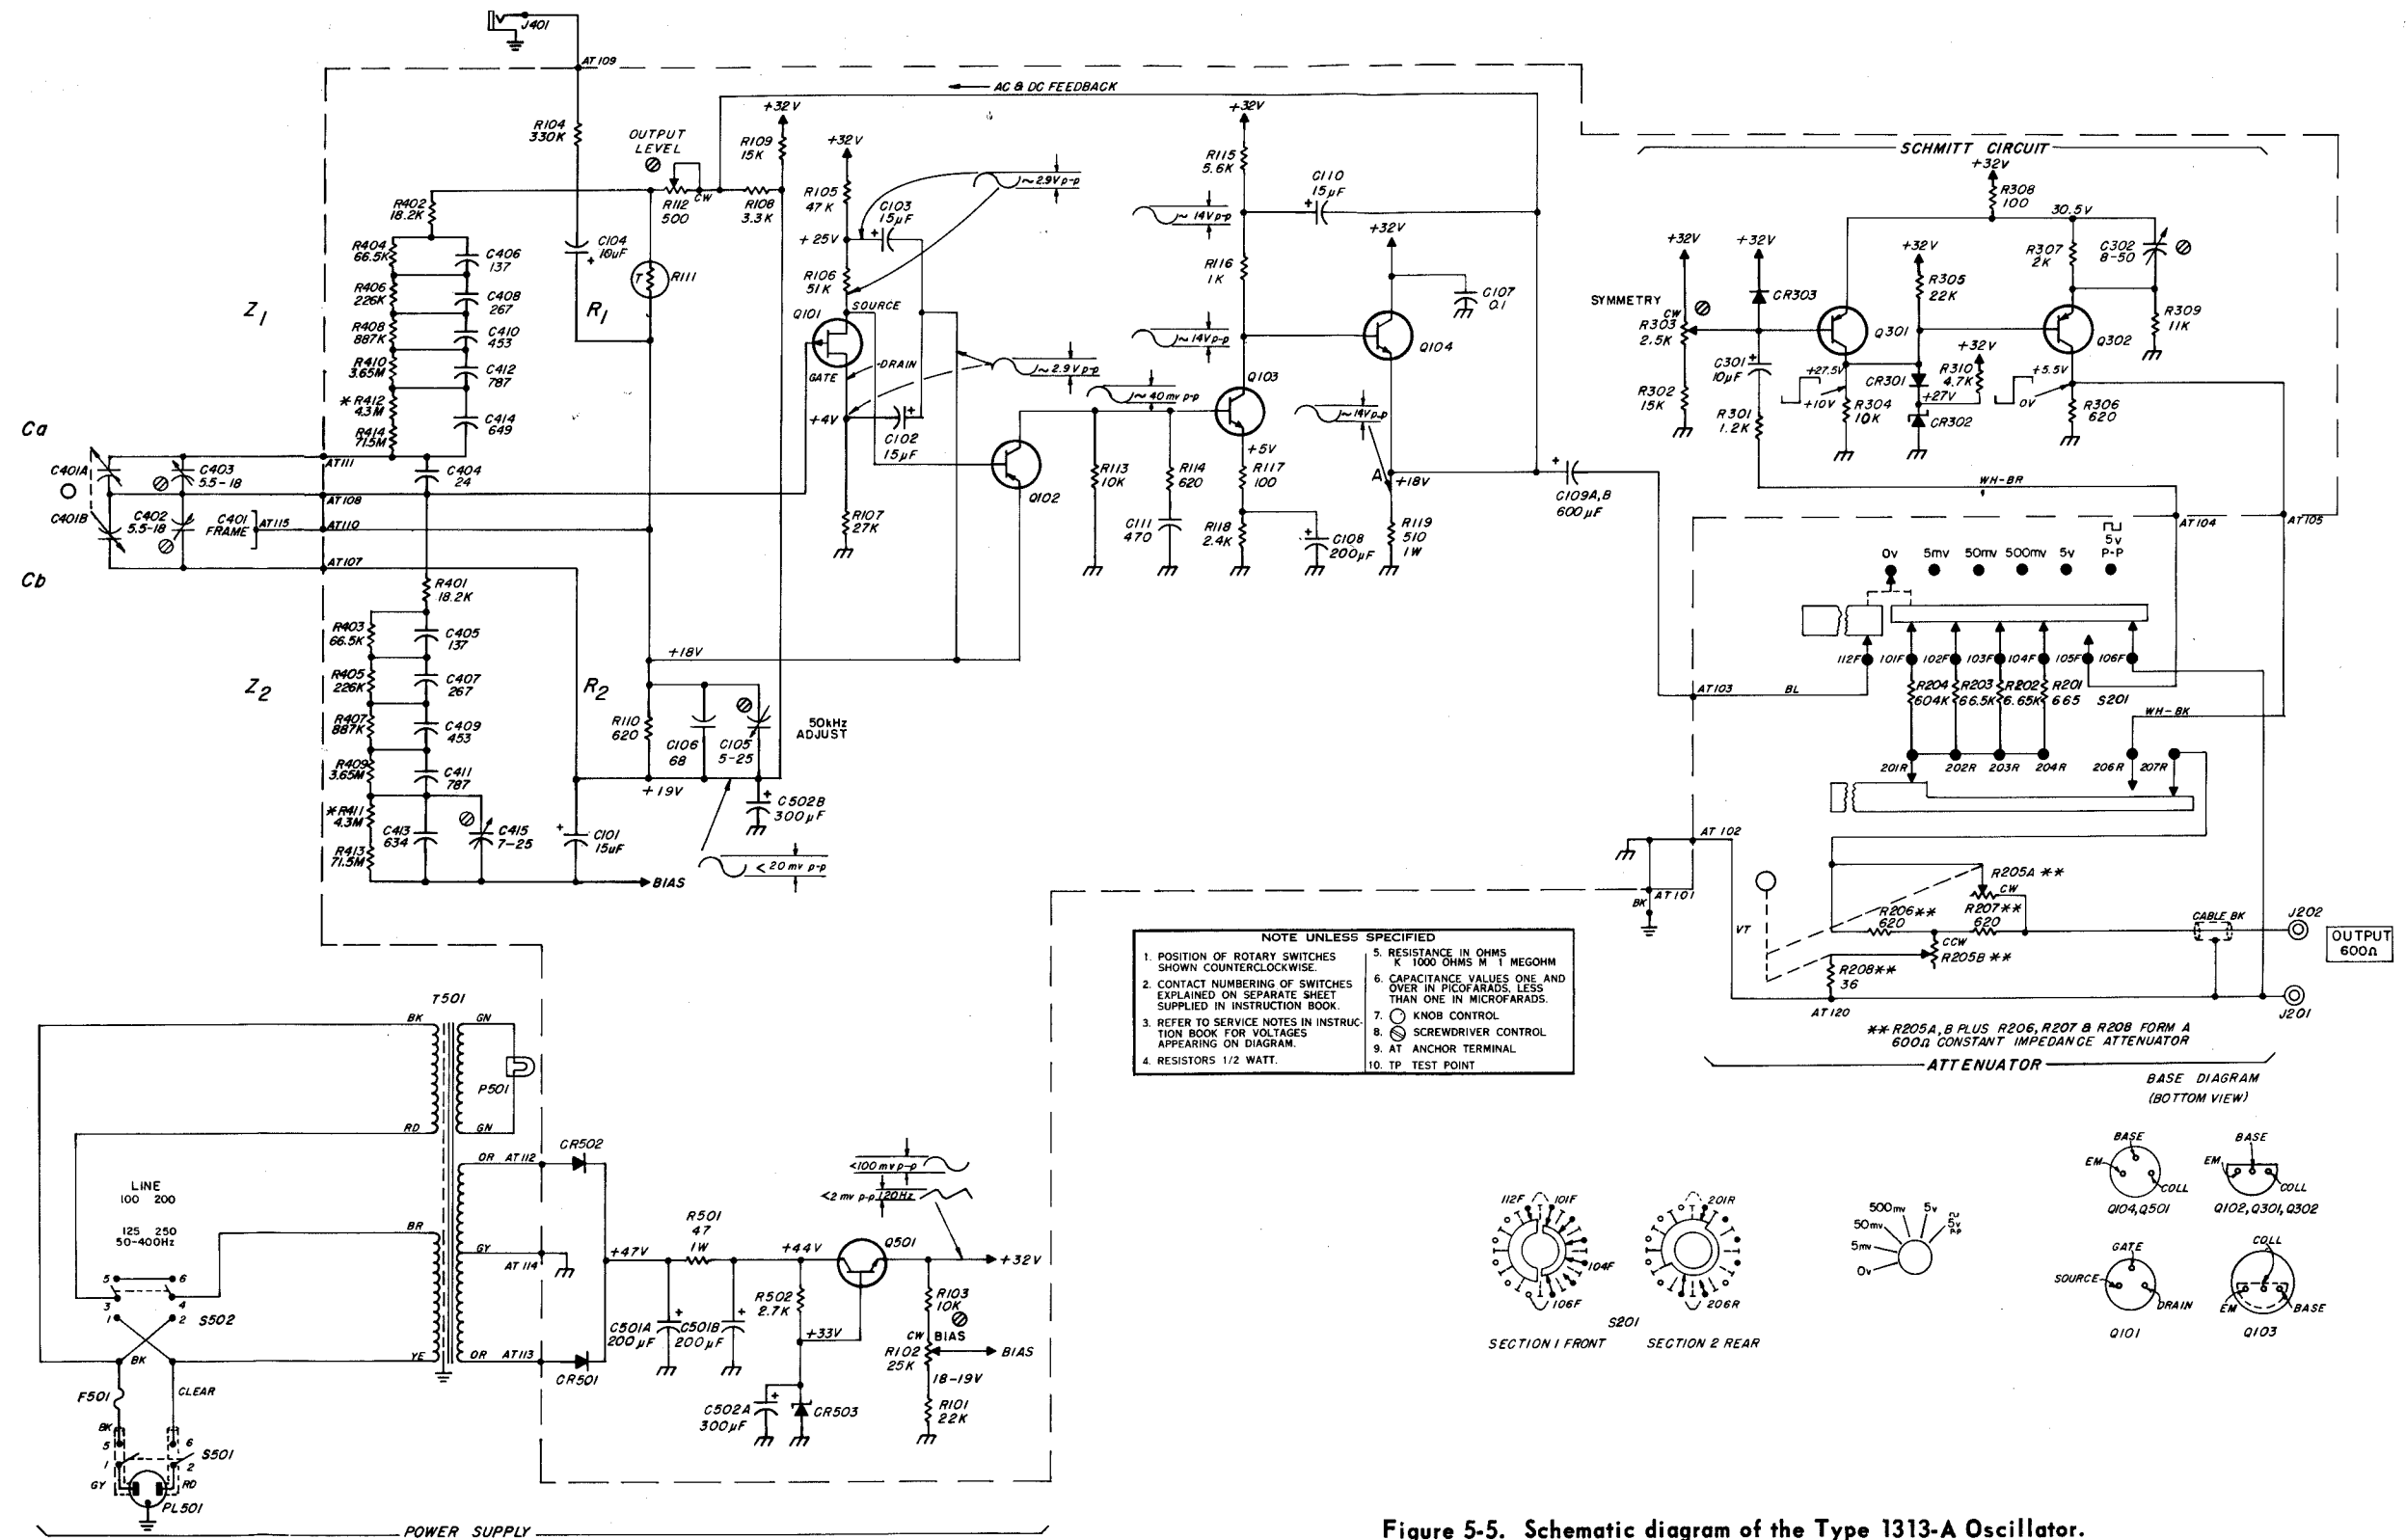 J401
AT109
AC & DC FEEDBACK
R104
330K
OUTPUT
LEVEL
R112
500
CW
R108
3.3K
R109
15K
+32V
+32V
R105
47K
+25V
C103
15µF
~2.9V p-p
R106
51K
SOURCE
Q101
GATE
DRAIN
+4V
C102
15µF
~2.9V p-p
R107
27K
Q102
+32V
R115
5.6K
~14V p-p
C110
15µF
R116
1K
~14V p-p
~40mv p-p
Q103
+5V
R113
10K
R114
620
C111
470
R117
100
R118
2.4K
C108
200µF
+32V
C107
0.1
Q104
~14V p-p
A
+18V
R119
510
1W
C109A,B
600µF
SCHMITT CIRCUIT
+32V
R308
100
30.5V
+32V
+32V
SYMMETRY
CW
R303
2.5K
R302
15K
CR303
C301
10µF
R301
1.2K
Q301
+27.5V
+10V
R304
10K
+32V
R305
22K
CR301
+27V
CR302
+32V
R310
4.7K
R307
2K
C302
8-50
R309
11K
Q302
+5.5V
0V
R306
620
WH-BR
AT104
AT105
Z1
R402
18.2K
R404
66.5K
C406
137
R406
226K
C408
267
R408
887K
C410
453
R410
3.65M
C412
787
*R412
4.3M
C414
649
R414
71.5M
R1
C104
10uF
R111
T
Ca
C401A
C403
5.5-18
AT111
C404
24
AT108
C401B
C402
5.5-18
C401
FRAME
AT115
AT110
AT107
Cb
Z2
R401
18.2K
R403
66.5K
C405
137
R405
226K
C407
267
R407
887K
C409
453
R409
3.65M
C411
787
*R411
4.3M
C413
634
C415
7-25
R413
71.5M
BIAS
R2
+18V
R110
620
C106
68
C105
5-25
50kHz
ADJUST
+19V
C101
15uF
C502B
300µF
<20mv p-p
0v 5mv 50mv 500mv 5v 5v
P-P
112F 101F 102F 103F 104F 105F 106F
R204
604K
R203
66.5K
R202
6.65K
R201
665
S201
AT103
BL
WH-BK
201R 202R 203R 204R 206R 207R
AT 102
AT101
BK
R205A **
CW
R206**
620
R207**
620
VT
CCW
R205B **
R208**
36
AT120
CABLE BK
J202
OUTPUT
600Ω
J201
** R205A, B PLUS R206, R207 & R208 FORM A
600Ω CONSTANT IMPEDANCE ATTENUATOR
ATTENUATOR
NOTE UNLESS SPECIFIED
1. POSITION OF ROTARY SWITCHES
SHOWN COUNTERCLOCKWISE.
2. CONTACT NUMBERING OF SWITCHES
EXPLAINED ON SEPARATE SHEET
SUPPLIED IN INSTRUCTION BOOK.
3. REFER TO SERVICE NOTES IN INSTRUC-
TION BOOK FOR VOLTAGES
APPEARING ON DIAGRAM.
4. RESISTORS 1/2 WATT.
5. RESISTANCE IN OHMS
K 1000 OHMS M 1 MEGOHM
6. CAPACITANCE VALUES ONE AND
OVER IN PICOFARADS, LESS
THAN ONE IN MICROFARADS.
7. KNOB CONTROL
8. SCREWDRIVER CONTROL
9. AT ANCHOR TERMINAL
10. TP TEST POINT
T501
BK
GN
P501
RD
GN
OR AT112
CR502
LINE
100 200
125 250
50-400Hz
BR
GY
AT 114
5 6
3 4
1 2
S502
BK
YE
OR AT113
CR501
F501
CLEAR
BK
5 6
S501
1 2
GY RD
PL501
POWER SUPPLY
+47V
R501
47
1W
C501A
200µF
C501B
200µF
+44V
Q501
R502
2.7K
+33V
C502A
300µF
CR503
<100mv p-p
<2mv p-p 120Hz
+32V
R103
10K
CW BIAS
R102
25K
BIAS
18-19V
R101
22K
112F 101F
104F
106F
SECTION 1 FRONT
S201
201R
206R
SECTION 2 REAR
500mv 5v
50mv 5v
P-P
5mv
0v
BASE DIAGRAM
(BOTTOM VIEW)
BASE
EM
COLL
Q104,Q501
BASE
EM
COLL
Q102,Q301,Q302
GATE
SOURCE
DRAIN
Q101
COLL
EM
BASE
Q103
Figure 5-5. Schematic diagram of the Type 1313-A Oscillator.